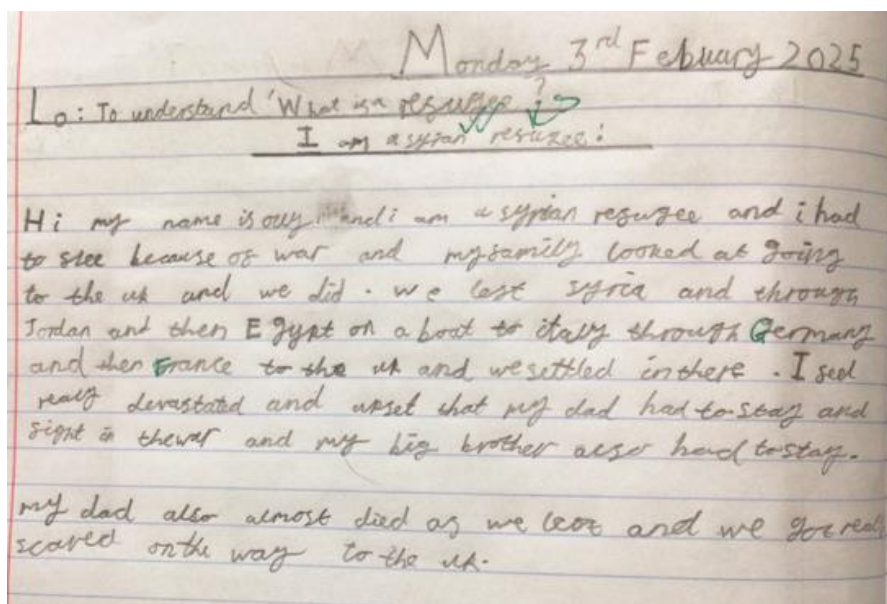 Monday 3rd Febuary 2025
Lo: To understand 'What is a refugee?
I am a syrian refugee:
Hi my name is and i am a syrian refugee and i had
to flee because of war and my family looked at going
to the uk and we did. we left syria and through
Jordan and then Egypt on a boat to italy through Germany
and then France to the uk and we settled in there. I feel
realy devastated and upset that my dad had to stay and
fight in the war and my big brother also had to stay.
my dad also almost died as we left and we got really
scared on the way to the uk.